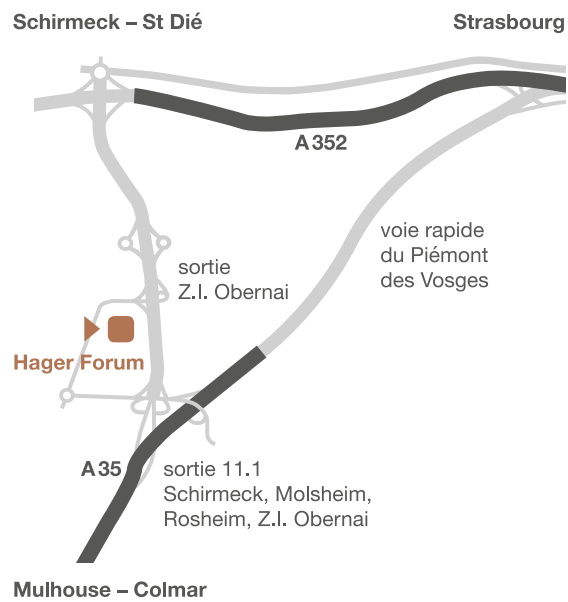 Schirmeck – St Dié
Strasbourg
A 352
voie rapide
du Piémont
des Vosges
sortie
Z.I. Obernai
Hager Forum
A 35
sortie 11.1
Schirmeck, Molsheim,
Rosheim, Z.I. Obernai
Mulhouse – Colmar